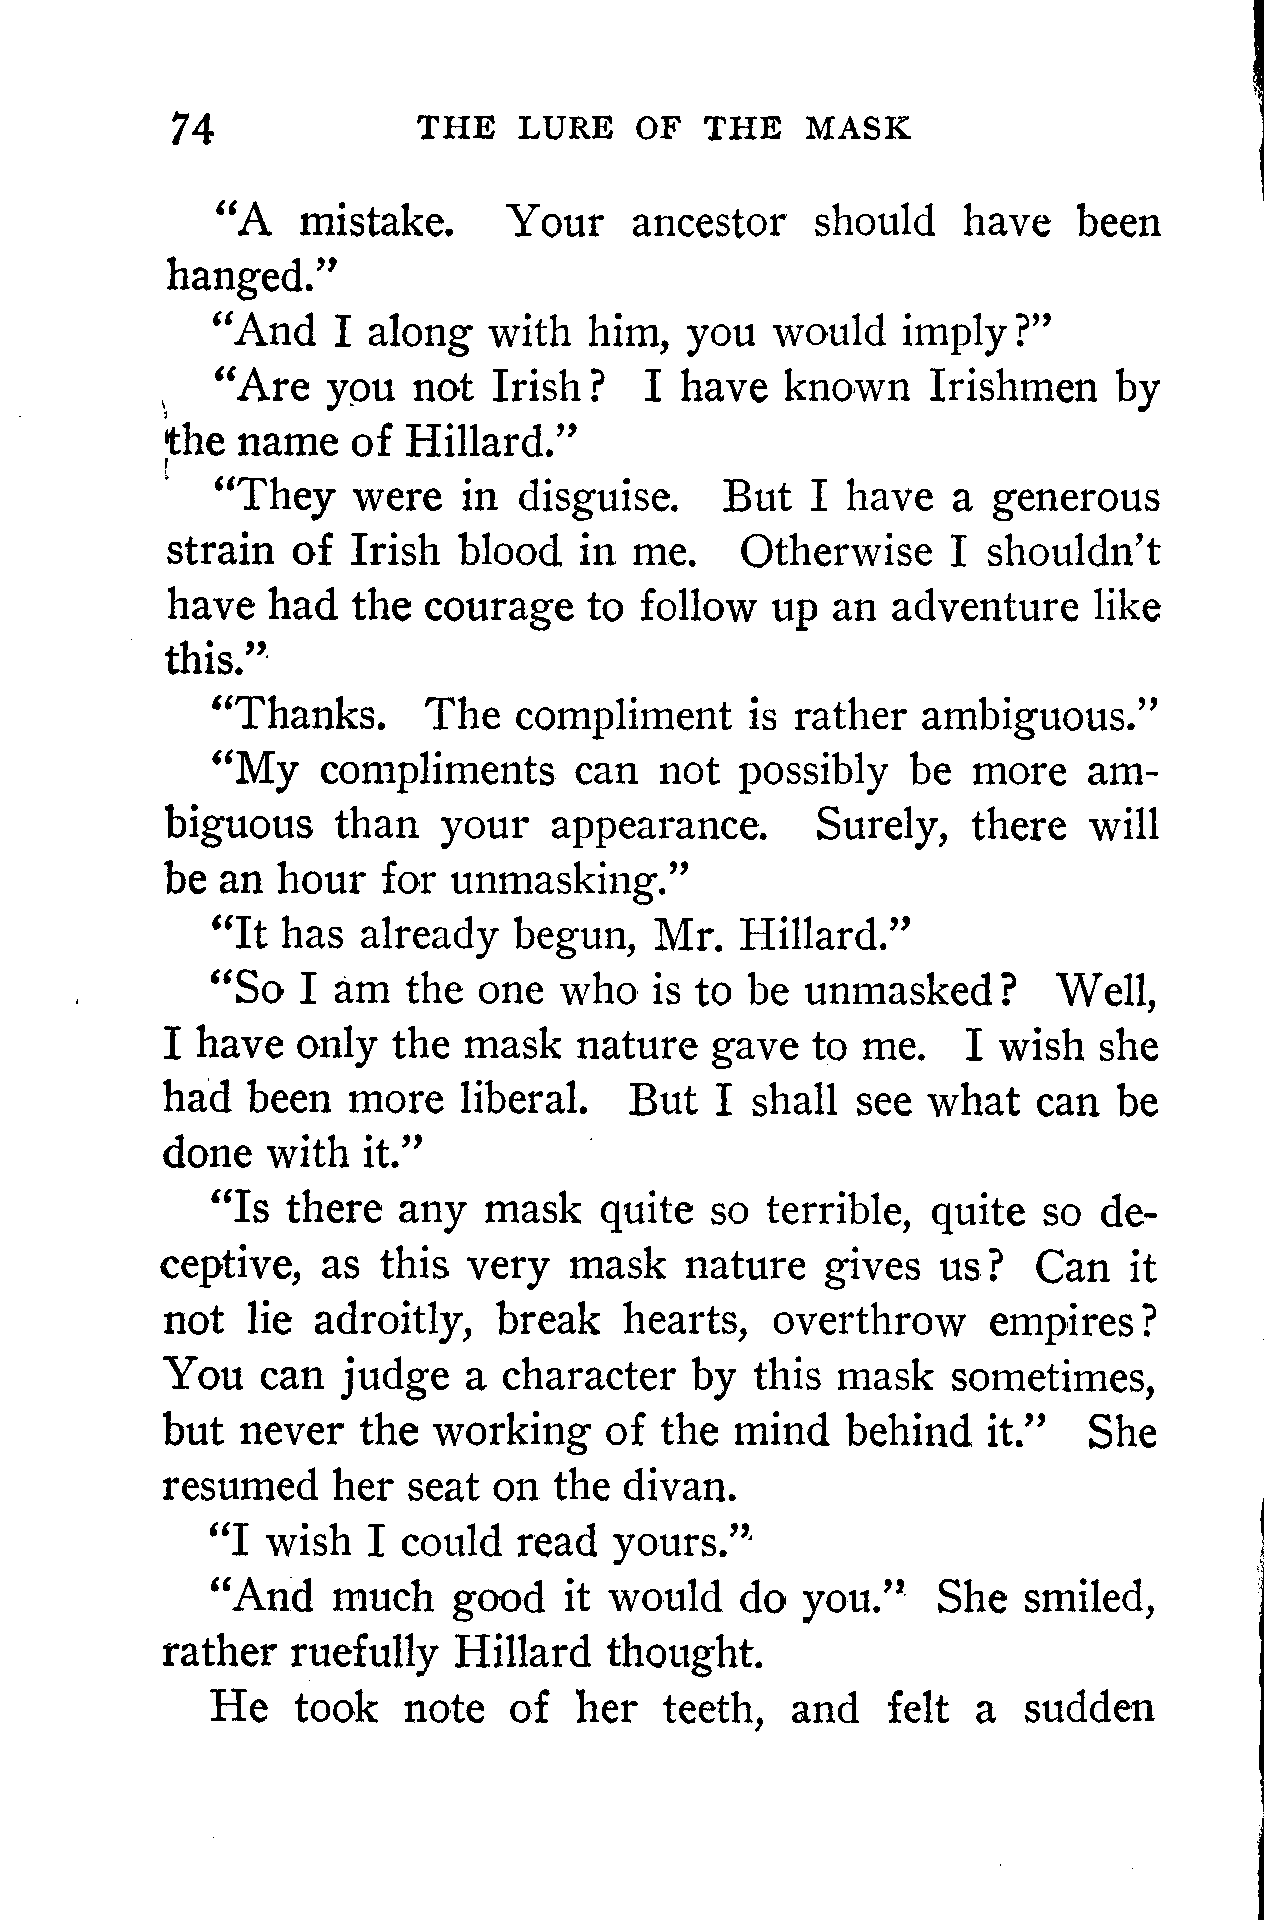 74 THE LURE OF THE MASK
“A mistake. Your ancestor should have been
hanged.”
“And I along with him, you would imply?”
“Are you not Irish? I have known Irishmen by
the name of Hillard.”
“They were in disguise. But I have a generous
strain of Irish blood in me. Otherwise I shouldn’t
have had the courage to follow up an adventure like
this.”
“Thanks. The compliment is rather ambiguous.”
“My compliments can not possibly be more am-
biguous than your appearance. Surely, there will
be an hour for unmasking.”
“It has already begun, Mr. Hillard.”
“So I am the one who is to be unmasked? Well,
I have only the mask nature gave to me. I wish she
had been more liberal. But I shall see what can be
done with it.”
“Is there any mask quite so terrible, quite so de-
ceptive, as this very mask nature gives us? Can it
not lie adroitly, break hearts, overthrow empires?
You can judge a character by this mask sometimes,
but never the working of the mind behind it.” She
resumed her seat on the divan.
“I wish I could read yours.”
“And much good it would do you.” She smiled,
rather ruefully Hillard thought.
He took note of her teeth, and felt a sudden